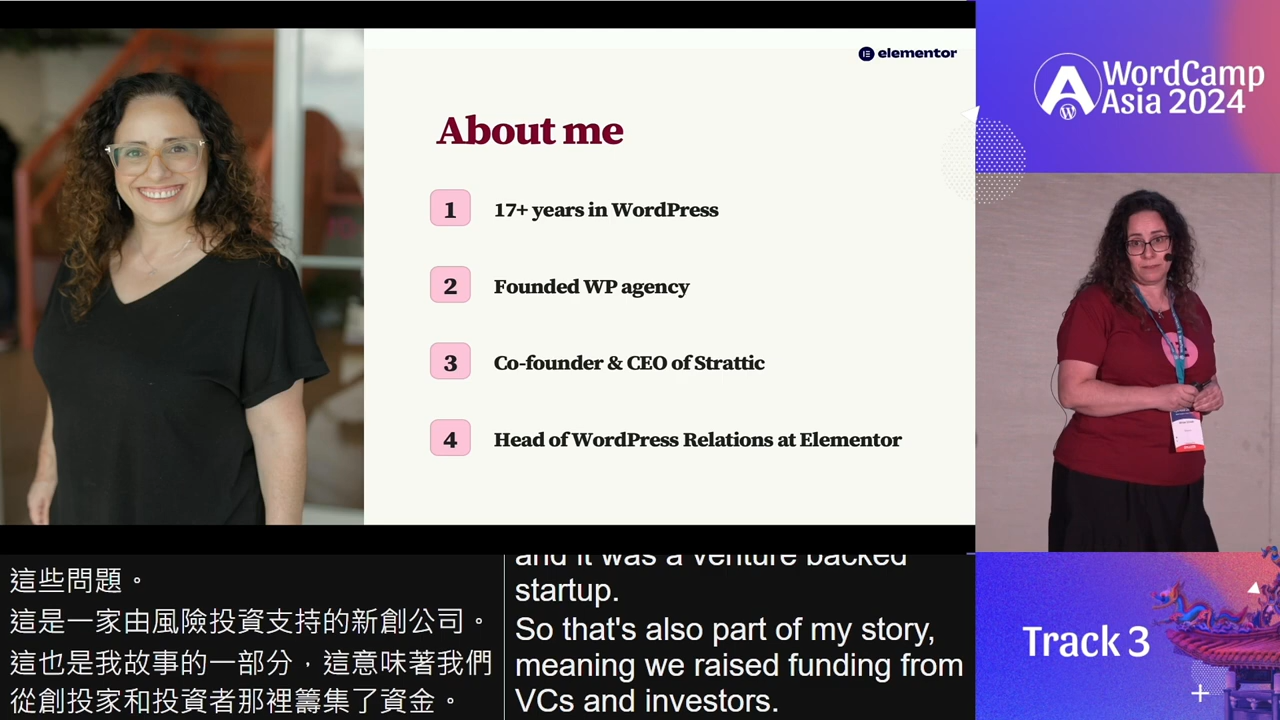 elementor
About me
1 17+ years in WordPress
2 Founded WP agency
3 Co-founder & CEO of Strattic
4 Head of WordPress Relations at Elementor
WordCamp
Asia 2024
這些問題。
這是一家由風險投資支持的新創公司。
這也是我故事的一部分，這意味著我們
從創投家和投資者那裡籌集了資金。
and it was a venture backed
startup.
So that's also part of my story,
meaning we raised funding from
VCs and investors.
Track 3